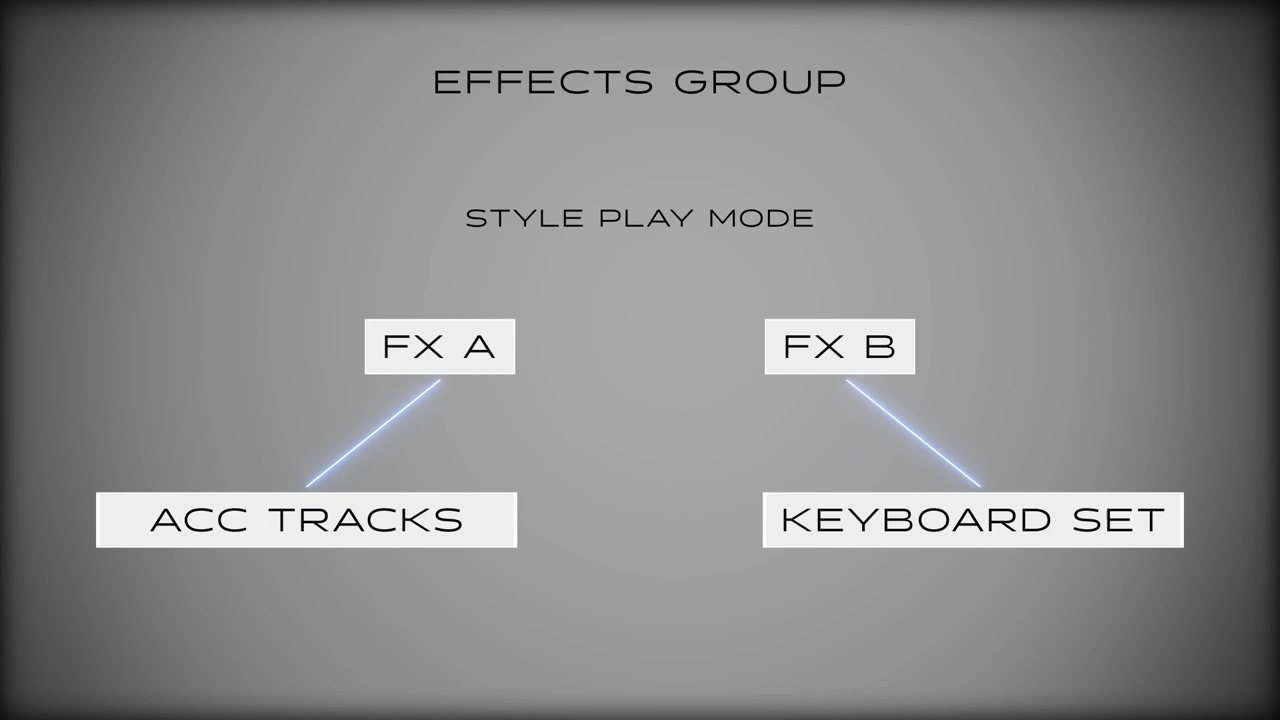 EFFECTS GROUP
STYLE PLAY MODE
FX A
FX B
ACC TRACKS
KEYBOARD SET